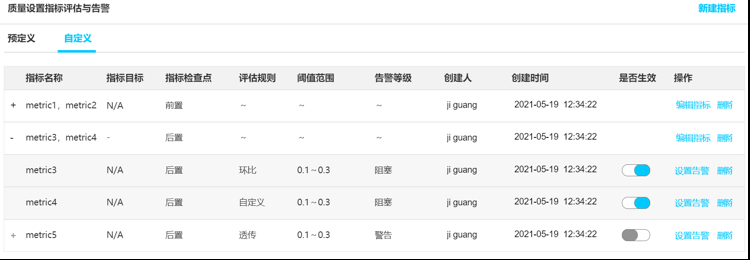 质量设置指标评估与告警 新建指标
预定义 自定义
指标名称 指标目标 指标检查点 评估规则 阈值范围 告警等级 创建人 创建时间 是否生效 操作
+ metric1，metric2 N/A 前置 ~ ~ ~ ji guang 2021-05-19 12:34:22 编辑指标 删除
- metric3，metric4 - 后置 ~ ~ ~ ji guang 2021-05-19 12:34:22 编辑指标 删除
metric3 N/A 后置 环比 0.1~0.3 阻塞 ji guang 2021-05-19 12:34:22 设置告警 删除
metric4 N/A 后置 自定义 0.1~0.3 阻塞 ji guang 2021-05-19 12:34:22 设置告警 删除
+ metric5 N/A 后置 透传 0.1~0.3 警告 ji guang 2021-05-19 12:34:22 设置告警 删除